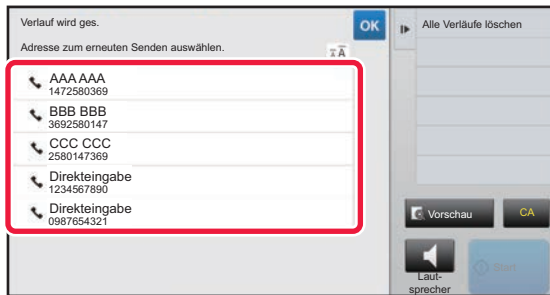 Verlauf wird ges.
OK
Alle Verläufe löschen
Adresse zum erneuten Senden auswählen.
AAA AAA
1472580369
BBB BBB
3692580147
CCC CCC
2580147369
Direkteingabe
1234567890
Direkteingabe
0987654321
Vorschau
CA
Laut-
sprecher
Start